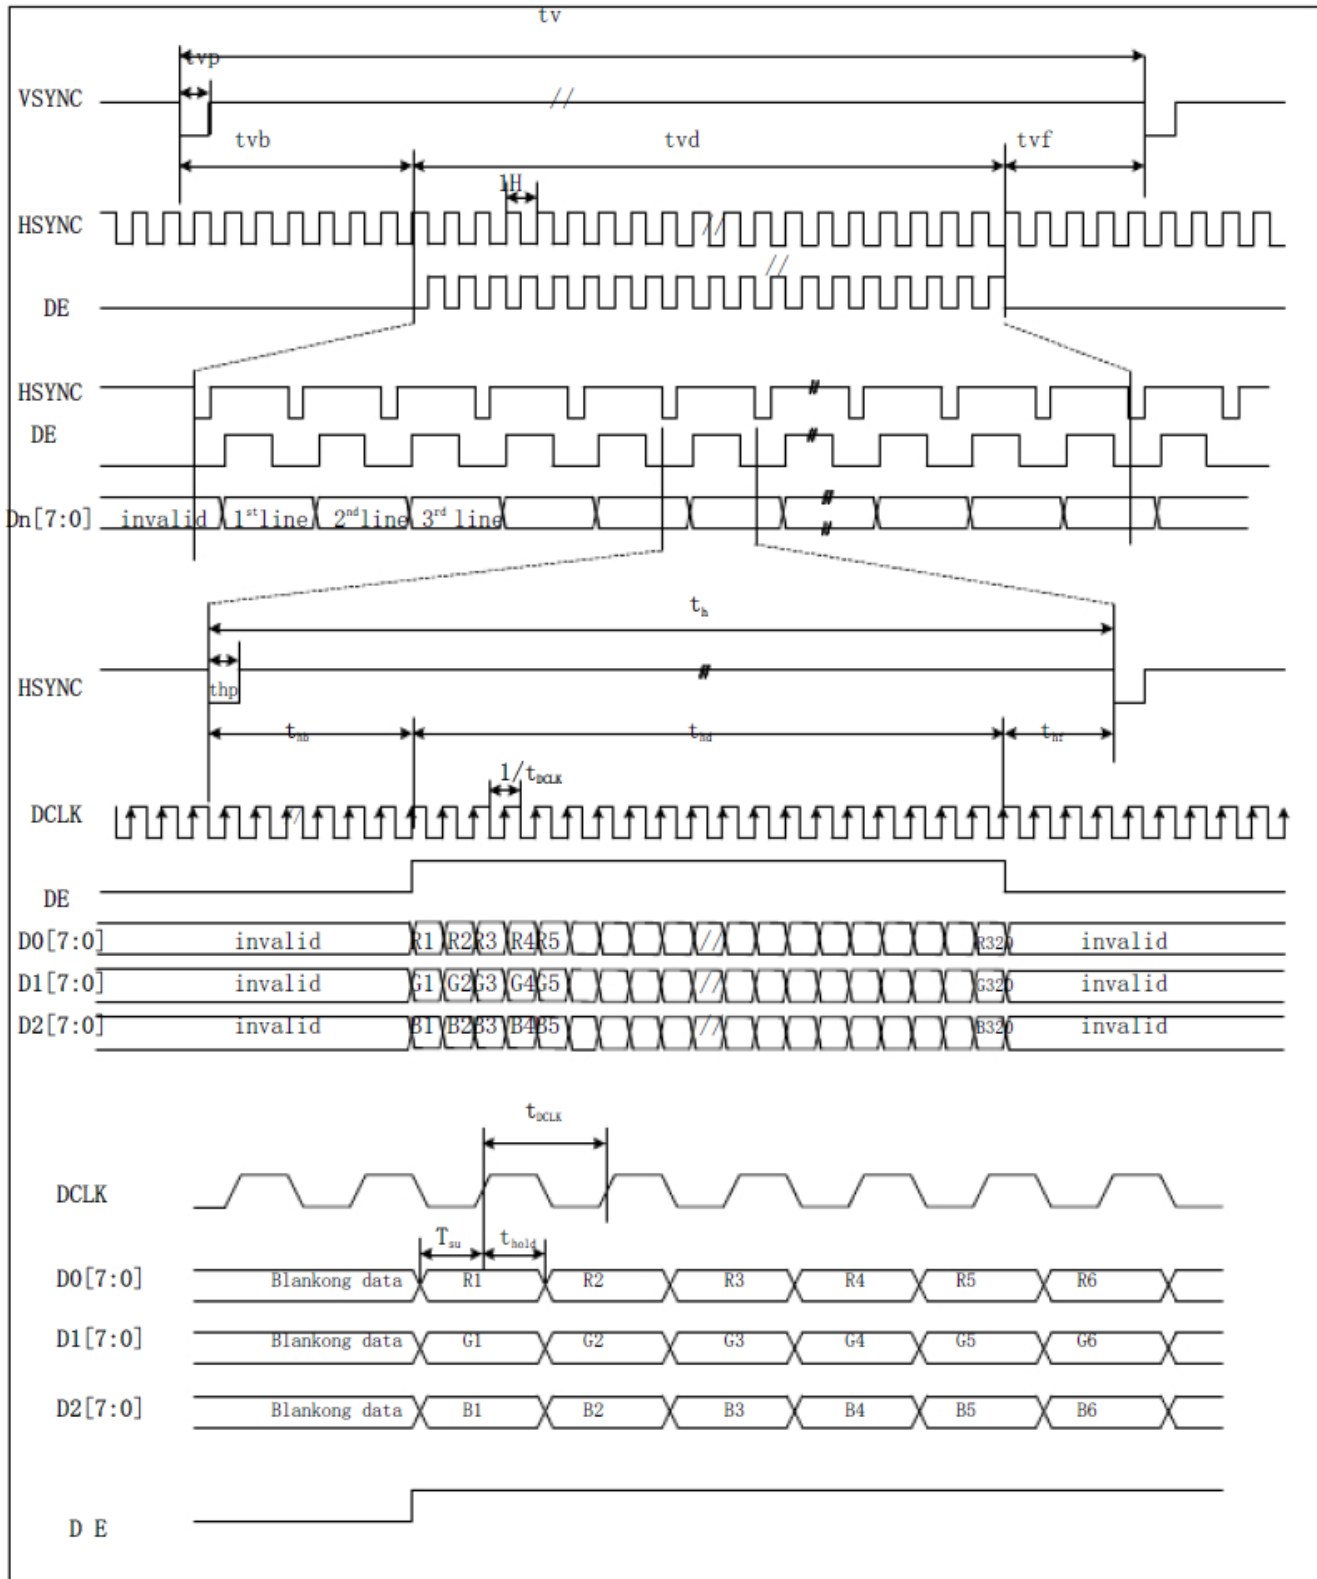 tv
tvp
VSYNC //
tvb tvd tvf
1H
HSYNC //
//
DE
HSYNC //
DE //
Dn[7:0] invalid 1st line 2nd line 3rd line // //
th
HSYNC thp //
thb thd thf
1/tDCLK
DCLK //
DE
D0[7:0] invalid R1 R2 R3 R4 R5 // R320 invalid
D1[7:0] invalid G1 G2 G3 G4 G5 // G320 invalid
D2[7:0] invalid B1 B2 B3 B4 B5 // B320 invalid
tDCLK
DCLK
Tsu thold
D0[7:0] Blankong data R1 R2 R3 R4 R5 R6
D1[7:0] Blankong data G1 G2 G3 G4 G5 G6
D2[7:0] Blankong data B1 B2 B3 B4 B5 B6
D E